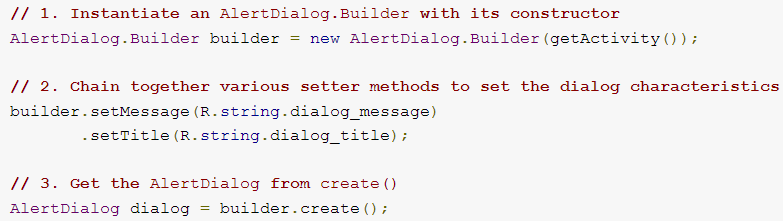 // 1. Instantiate an AlertDialog.Builder with its constructor
AlertDialog.Builder builder = new AlertDialog.Builder(getActivity());
// 2. Chain together various setter methods to set the dialog characteristics
builder.setMessage(R.string.dialog_message)
.setTitle(R.string.dialog_title);
// 3. Get the AlertDialog from create()
AlertDialog dialog = builder.create();